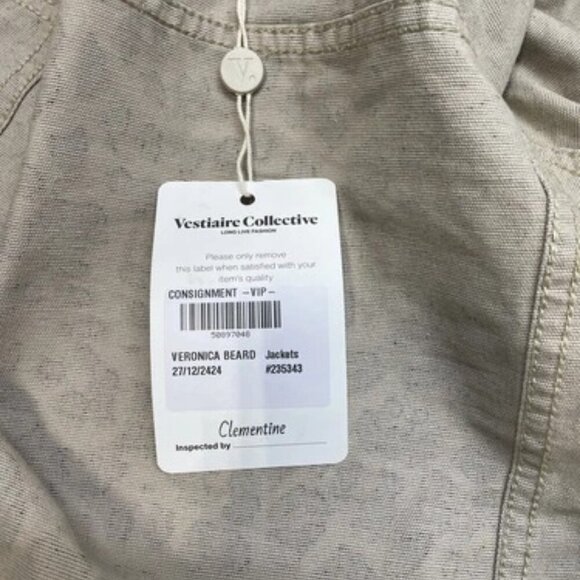 Vestiaire Collective
LONG LIVE FASHION
Please only remove
this label when satisfied with your
item's quality
CONSIGNMENT -VIP-
50897048
VERONICA BEARD Jackets
27/12/2424 #235343
Clementine
Inspected by